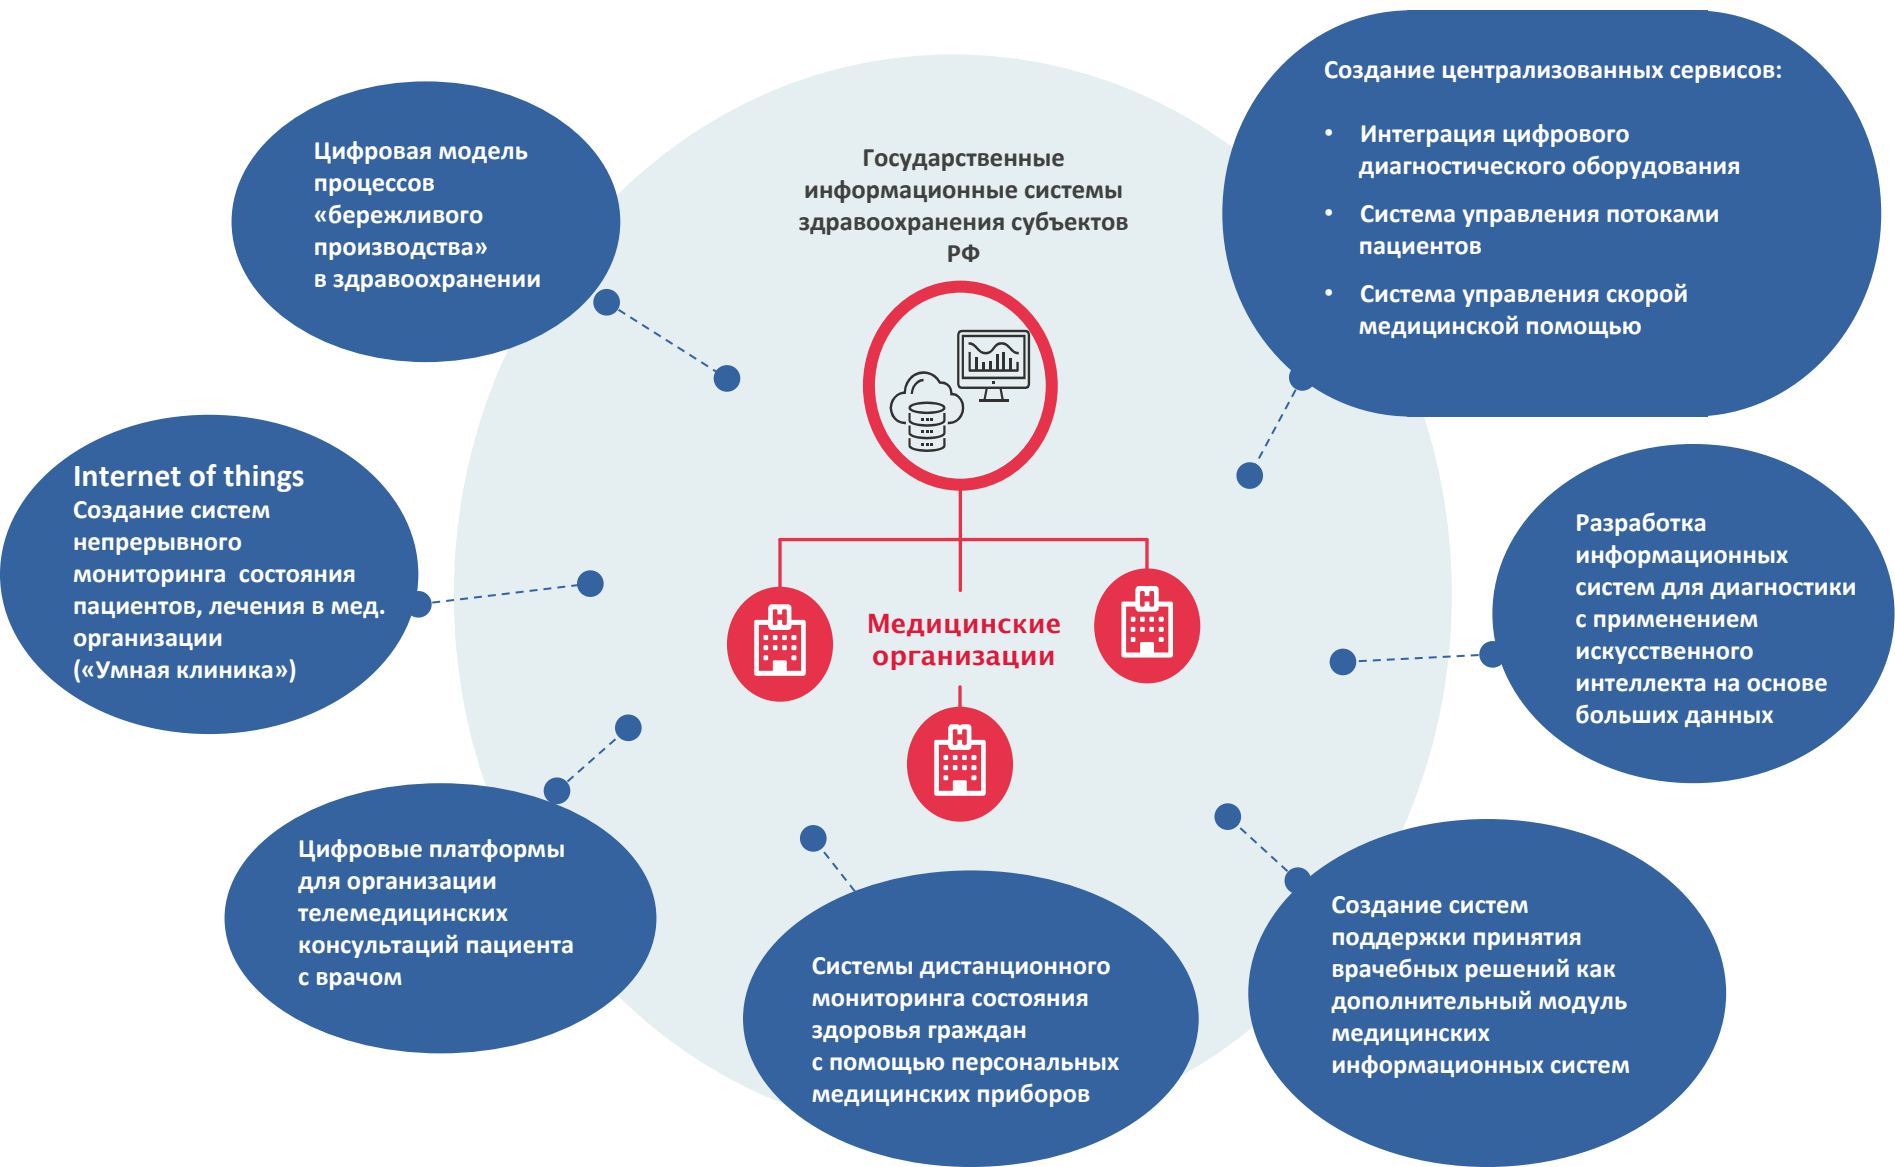 Создание централизованных сервисов:
• Интеграция цифрового
диагностического оборудования
• Система управления потоками
пациентов
• Система управления скорой
медицинской помощью
Цифровая модель
процессов
«бережливого
производства»
в здравоохранении
Государственные
информационные системы
здравоохранения субъектов
РФ
Internet of things
Создание систем
непрерывного
мониторинга состояния
пациентов, лечения в мед.
организации
(«Умная клиника»)
Разработка
информационных
систем для диагностики
с применением
искусственного
интеллекта на основе
больших данных
H
H
Медицинские
организации
H
Цифровые платформы
для организации
телемедицинских
консультаций пациента
с врачом
Системы дистанционного
мониторинга состояния
здоровья граждан
с помощью персональных
медицинских приборов
Создание систем
поддержки принятия
врачебных решений как
дополнительный модуль
медицинских
информационных систем